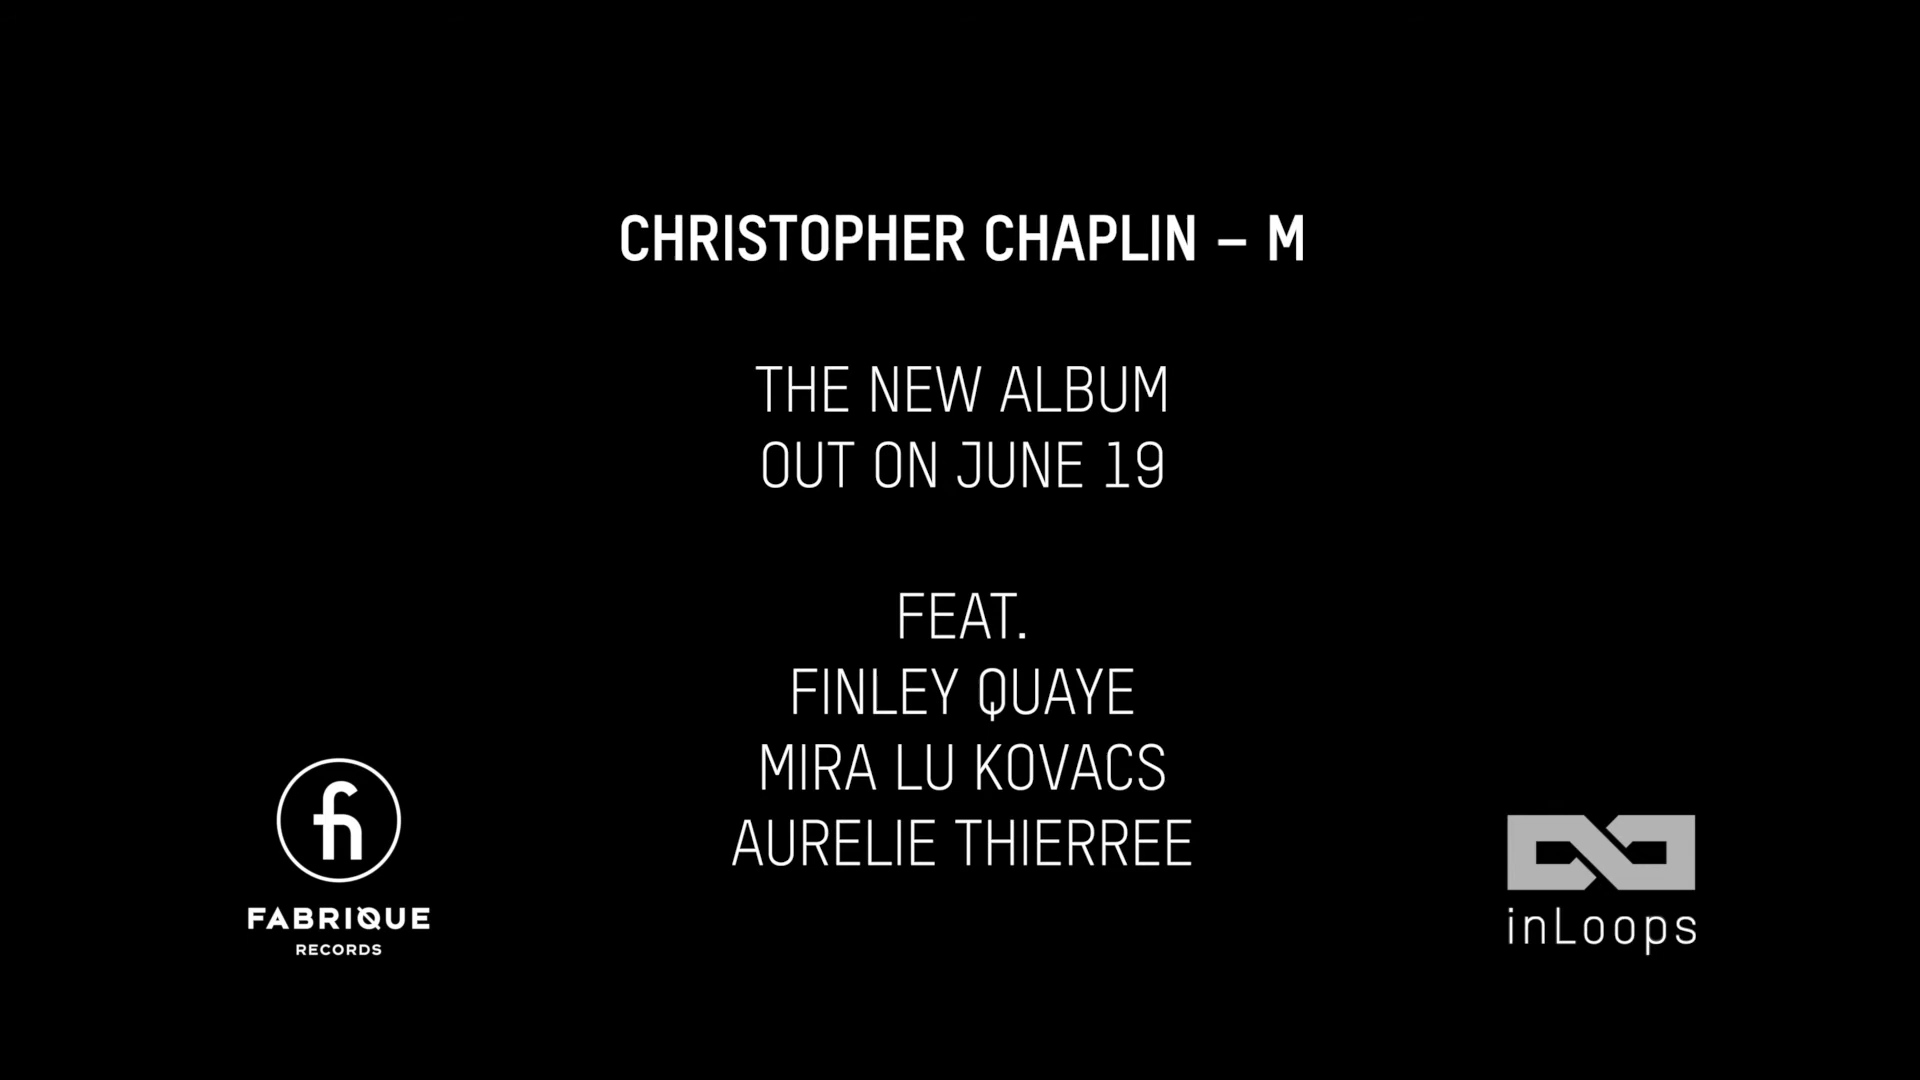 CHRISTOPHER CHAPLIN – M
THE NEW ALBUM
OUT ON JUNE 19
FEAT.
FINLEY QUAYE
MIRA LU KOVACS
AURELIE THIERREE
FABRIQUE
RECORDS
inLoops